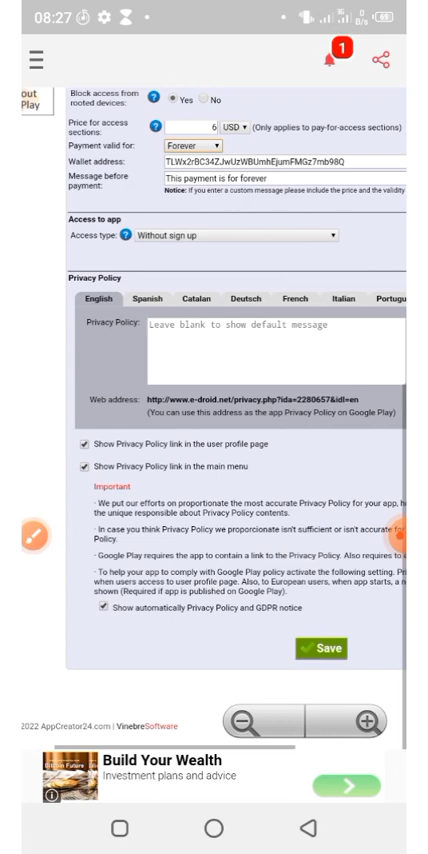 08:27
3G
0
B/s
69
1
out
Play
Block access from
rooted devices:
? Yes No
Price for access
sections:
? 6 USD (Only applies to pay-for-access sections)
Payment valid for: Forever
Wallet address: TLWx2rBC34ZJwUzWBUmhEjumFMGz7mb98Q
Message before
payment:
This payment is for forever
Notice: If you enter a custom message please include the price and the validity
Access to app
Access type: ? Without sign up
Privacy Policy
English Spanish Catalan Deutsch French Italian Portugu
Privacy Policy: Leave blank to show default message
Web address: http://www.e-droid.net/privacy.php?ida=2280657&idl=en
(You can use this address as the app Privacy Policy on Google Play)
Show Privacy Policy link in the user profile page
Show Privacy Policy link in the main menu
Important
· We put our efforts on proportionate the most accurate Privacy Policy for your app, h
the unique responsible about Privacy Policy contents.
· In case you think Privacy Policy we proportionate isn't sufficient or isn't accurate for
Policy.
· Google Play requires the app to contain a link to the Privacy Policy. Also requires to
· To help your app to comply with Google Play policy activate the following setting. Pr
when users access to user profile page. Also, to European users, when app starts, a n
shown (Required if app is published on Google Play).
Show automatically Privacy Policy and GDPR notice
Save
2022 AppCreator24.com | VinebreSoftware
Bitcoin Future
Build Your Wealth
Investment plans and advice